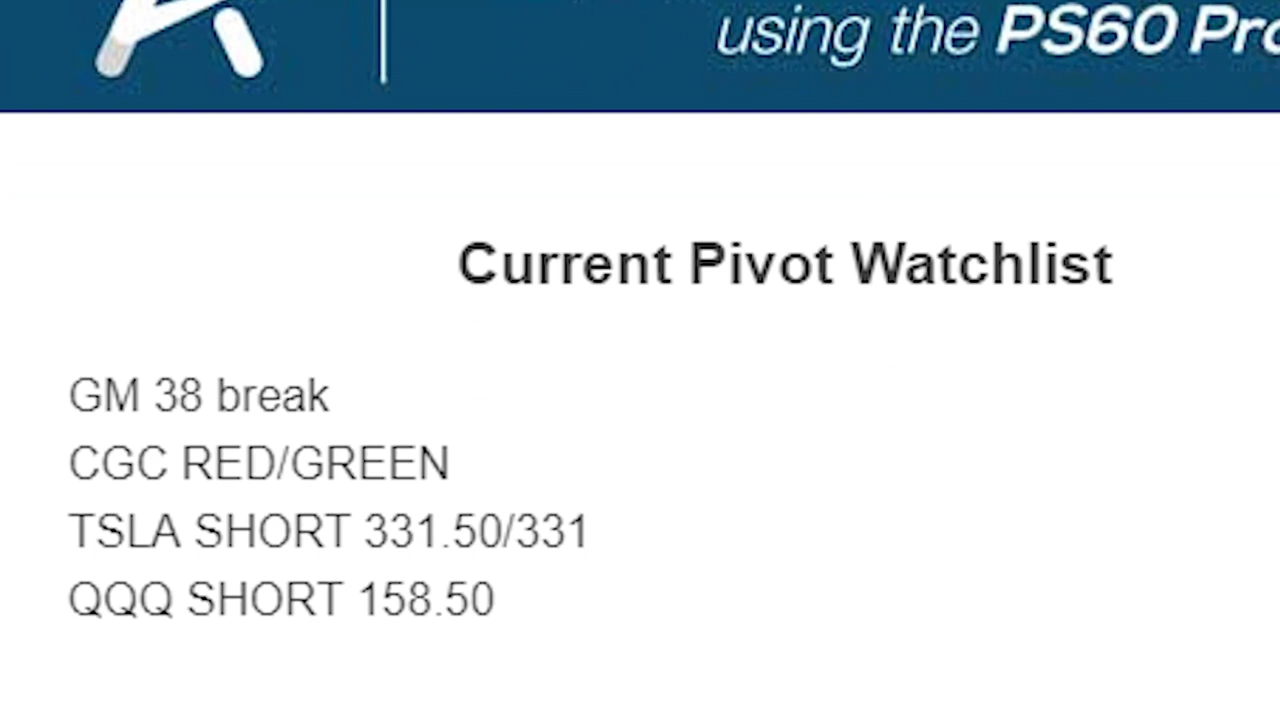 using the PS60 Pro
Current Pivot Watchlist
GM 38 break
CGC RED/GREEN
TSLA SHORT 331.50/331
QQQ SHORT 158.50